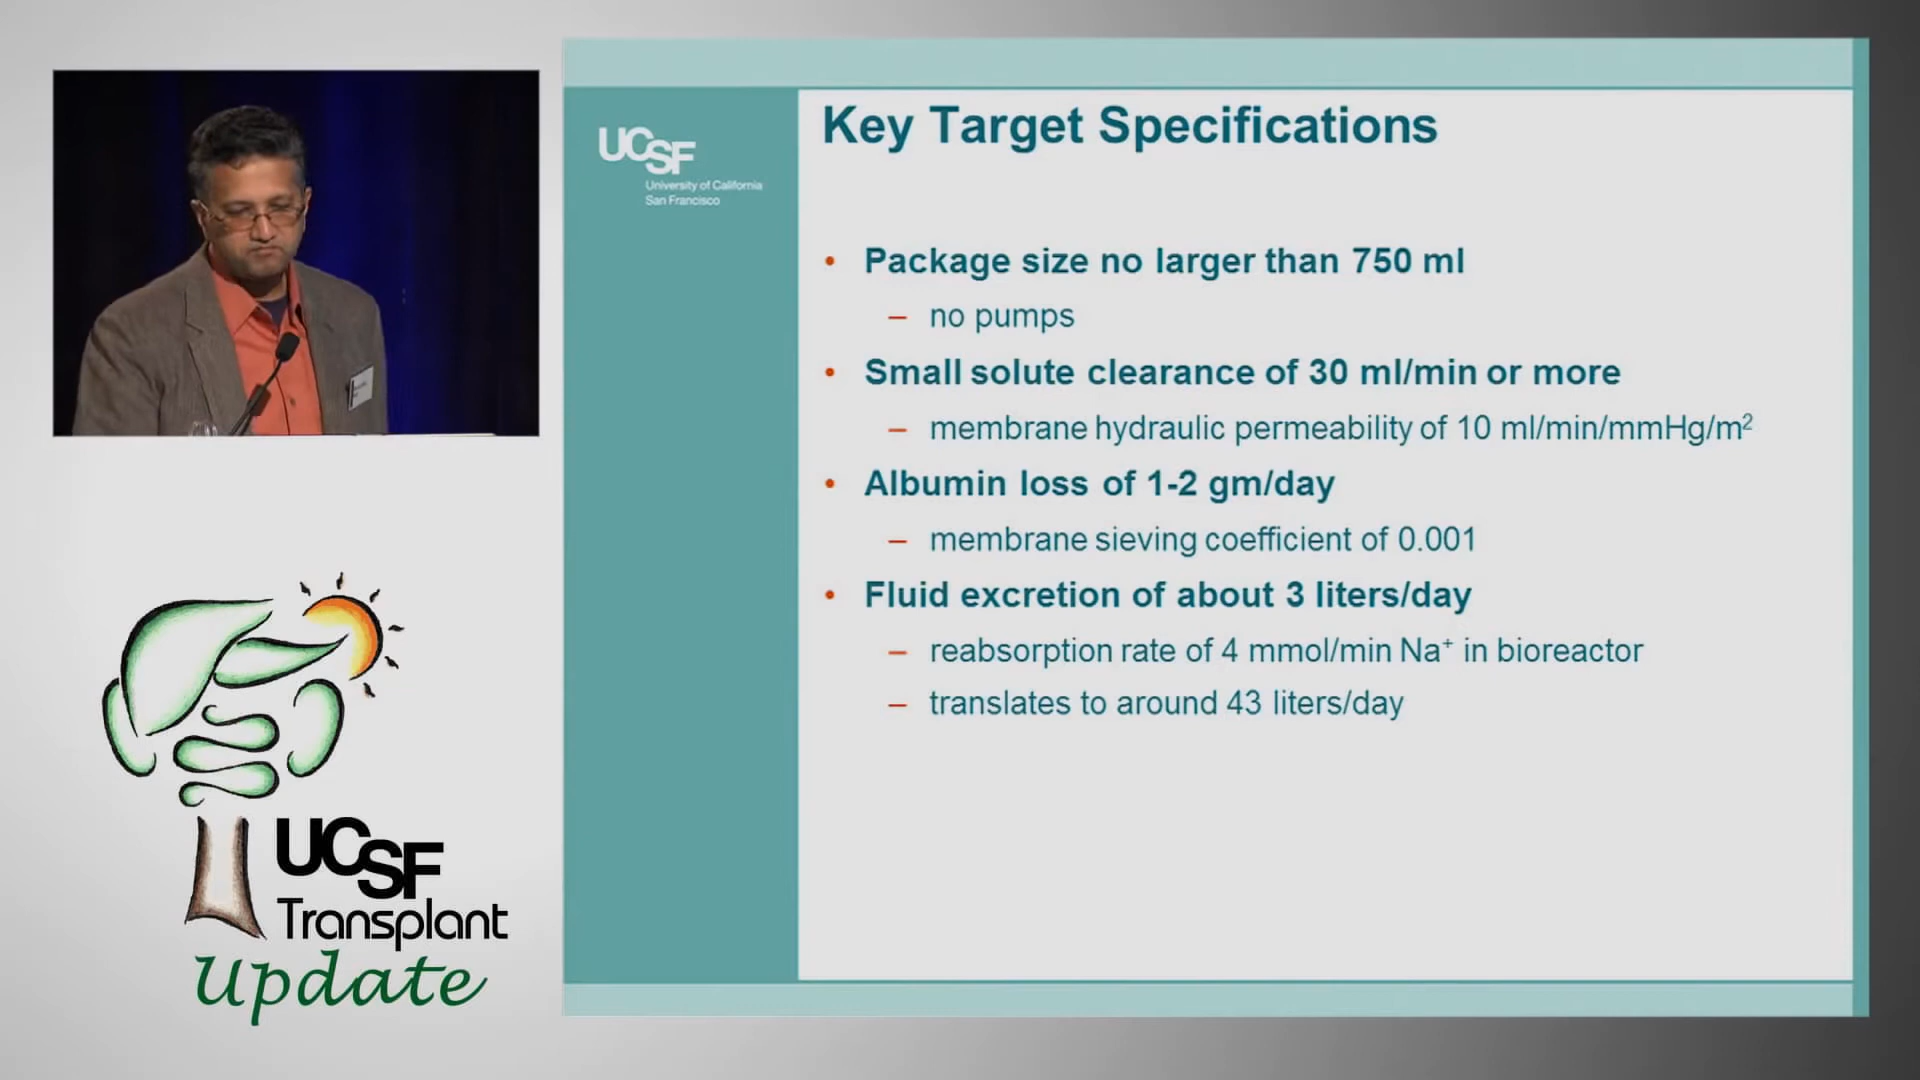 UCSF
University of California
San Francisco
Key Target Specifications
• Package size no larger than 750 ml
– no pumps
• Small solute clearance of 30 ml/min or more
– membrane hydraulic permeability of 10 ml/min/mmHg/m²
• Albumin loss of 1-2 gm/day
– membrane sieving coefficient of 0.001
• Fluid excretion of about 3 liters/day
– reabsorption rate of 4 mmol/min Na⁺ in bioreactor
– translates to around 43 liters/day
UCSF
Transplant
Update